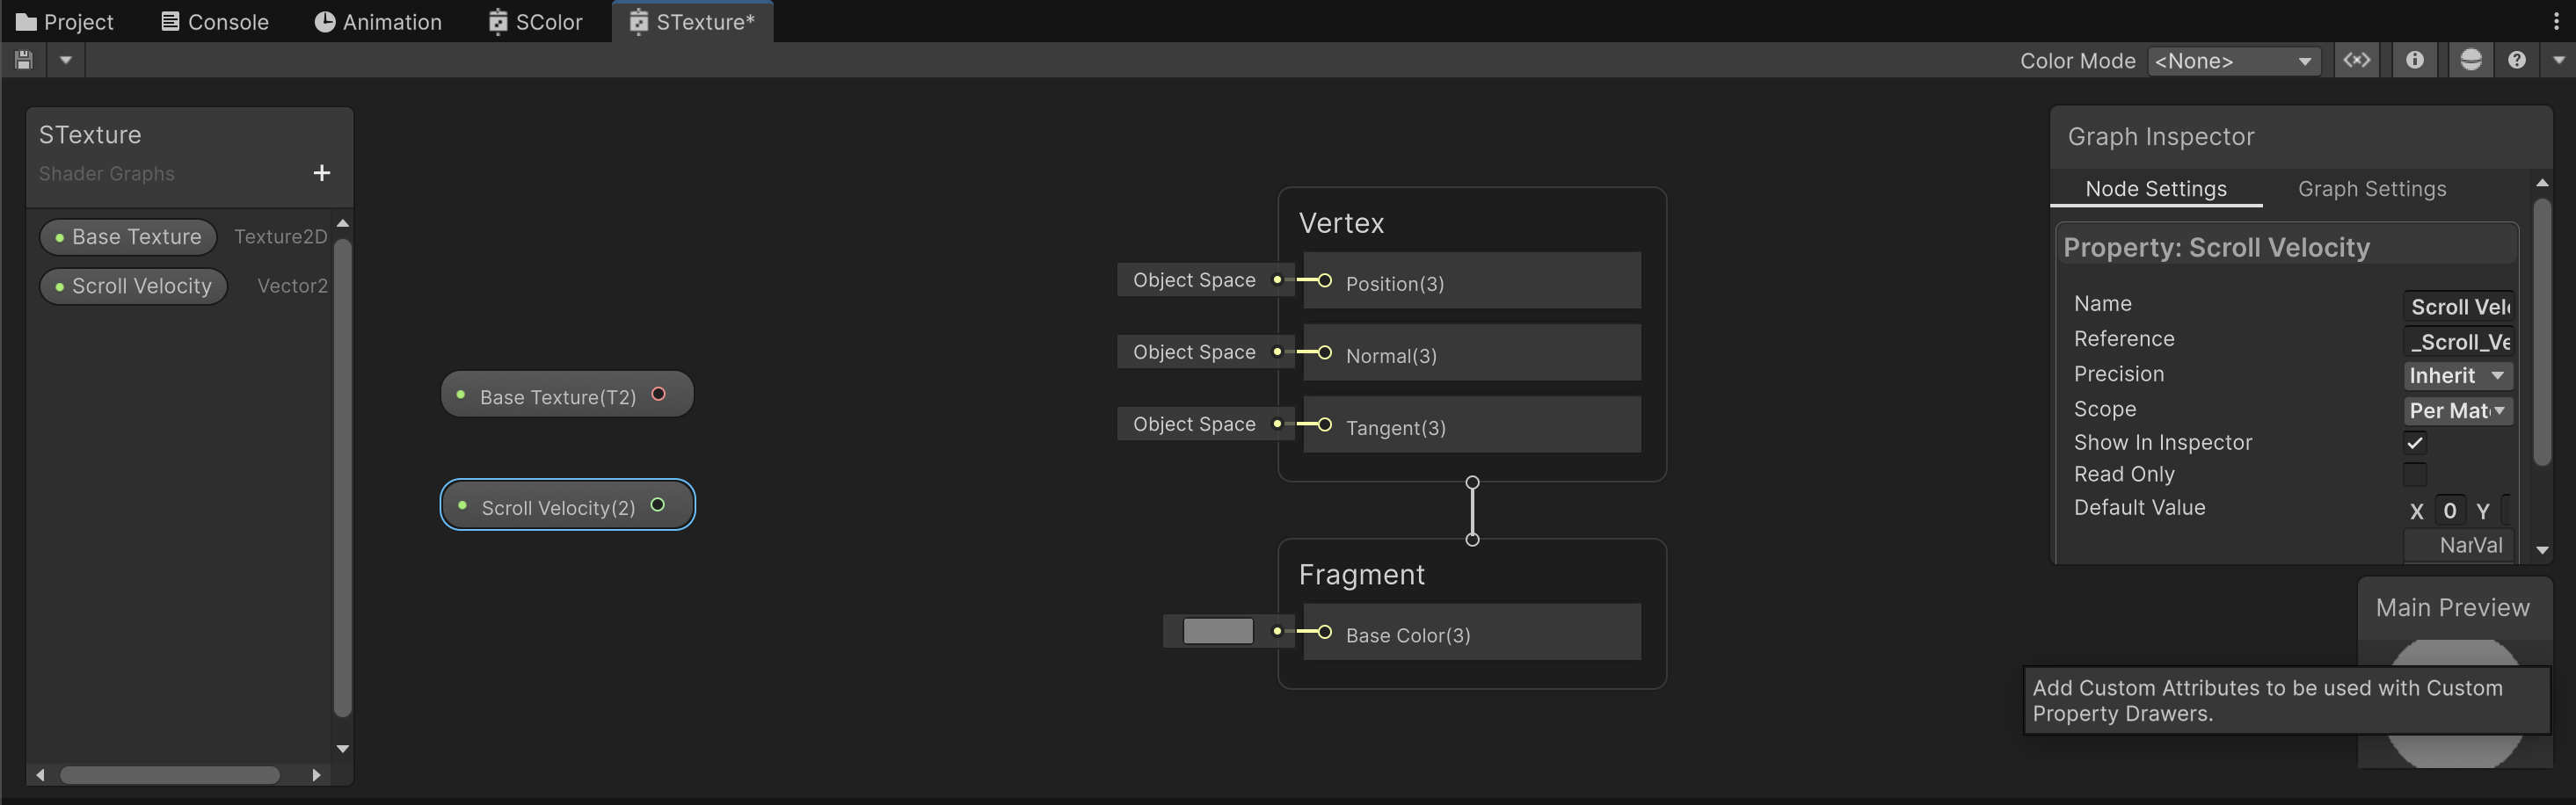 Project
Console
Animation
SColor
STexture*
Color Mode
<None>
STexture
Shader Graphs
+
Base Texture
Texture2D
Scroll Velocity
Vector2
Base Texture(T2)
Scroll Velocity(2)
Vertex
Object Space
Position(3)
Object Space
Normal(3)
Object Space
Tangent(3)
Fragment
Base Color(3)
Graph Inspector
Node Settings
Graph Settings
Property: Scroll Velocity
Name
Scroll Vel
Reference
_Scroll_Ve
Precision
Inherit
Scope
Per Mat
Show In Inspector
Read Only
Default Value
X 0 Y
NarVal
Main Preview
Add Custom Attributes to be used with Custom
Property Drawers.